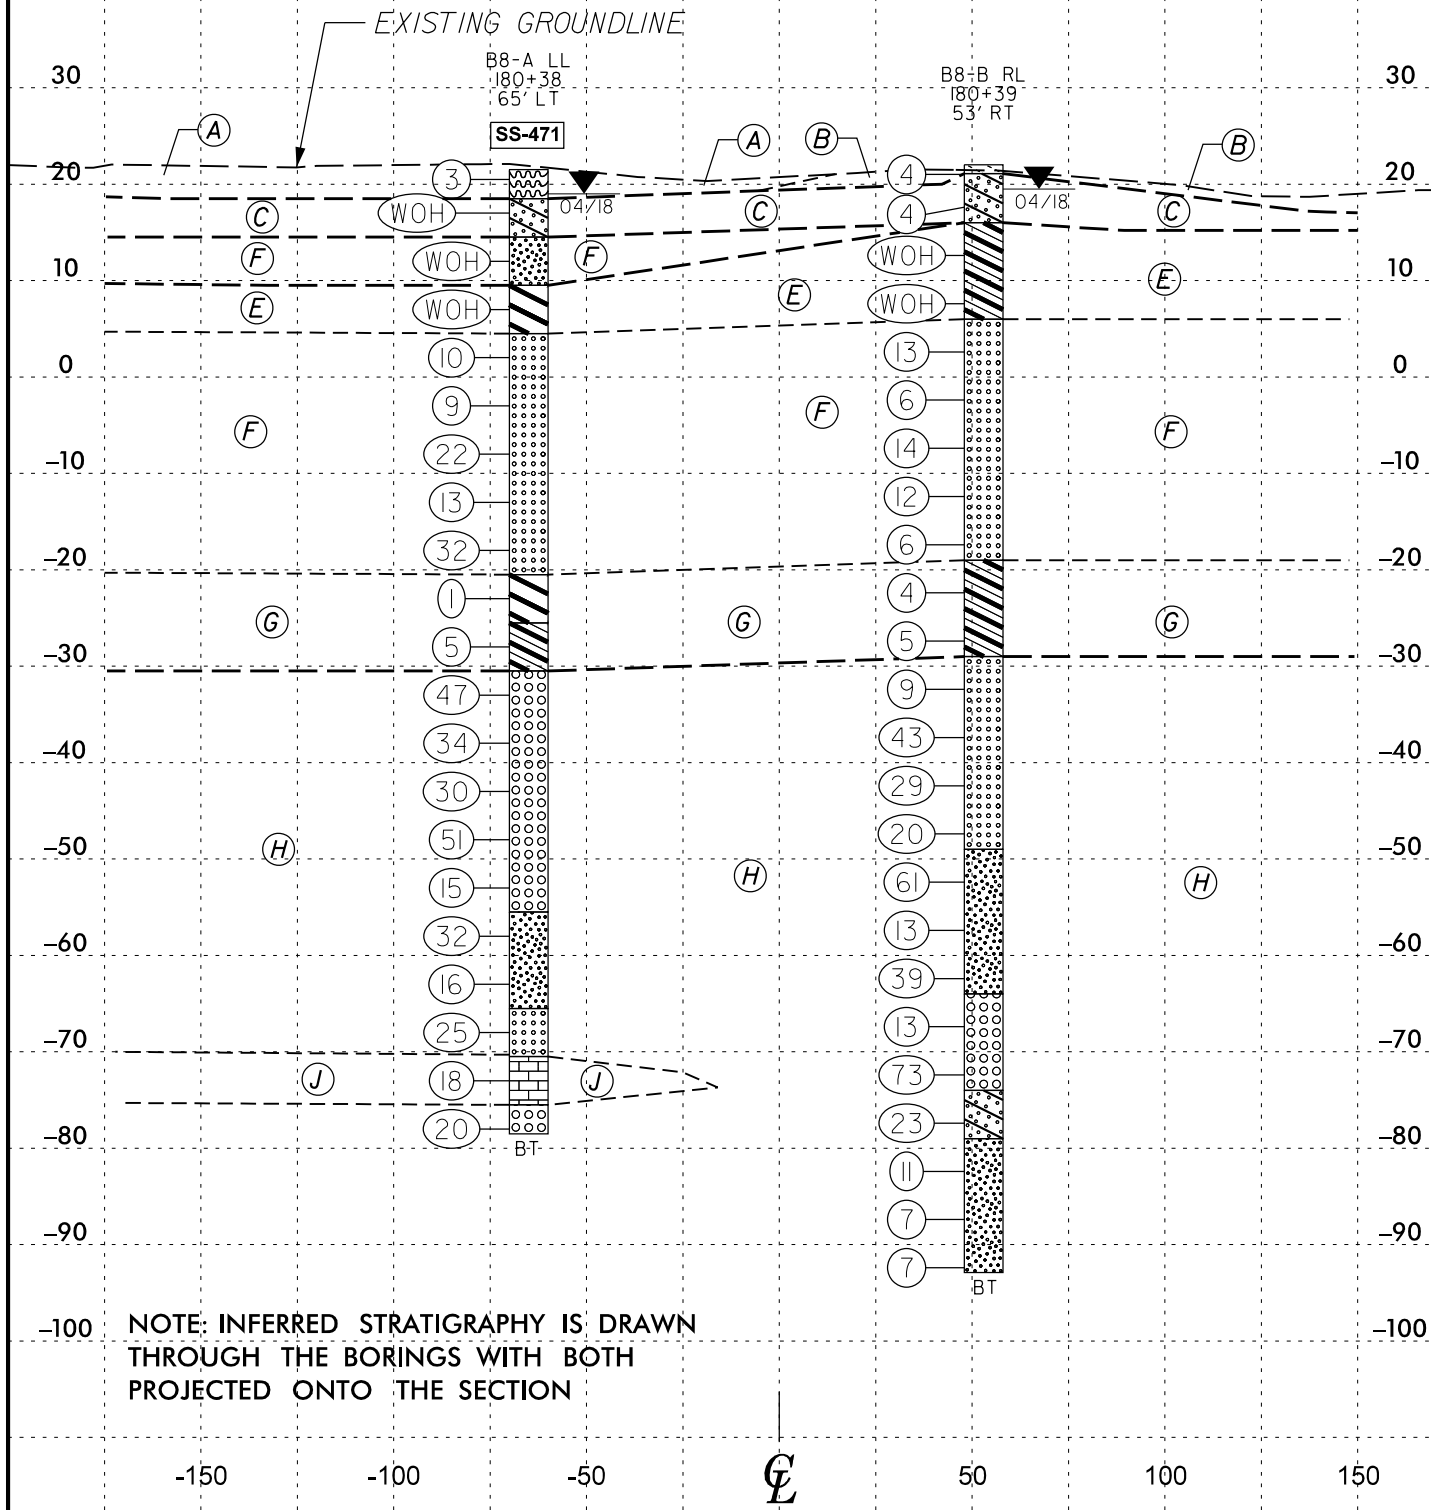 EXISTING GROUNDLINE
B8-A LL
180+38
65' LT
SS-471
B8-B RL
180+39
53' RT
30
30
A
A
B
B
20
3
4
20
04/18
04/18
WOH
C
C
4
C
F
WOH
F
WOH
10
E
10
E
WOH
E
WOH
0
10
13
0
9
6
F
F
F
22
14
-10
-10
13
12
32
6
-20
-20
1
4
G
G
G
5
5
-30
-30
47
9
34
43
-40
-40
30
29
51
20
-50
H
H
H
-50
15
61
32
13
-60
-60
16
39
25
13
-70
-70
J
18
J
73
20
23
-80
BT
-80
11
7
-90
-90
7
BT
-100
-100
NOTE: INFERRED STRATIGRAPHY IS DRAWN
THROUGH THE BORINGS WITH BOTH
PROJECTED ONTO THE SECTION
-150 -100 -50 ℄ 50 100 150